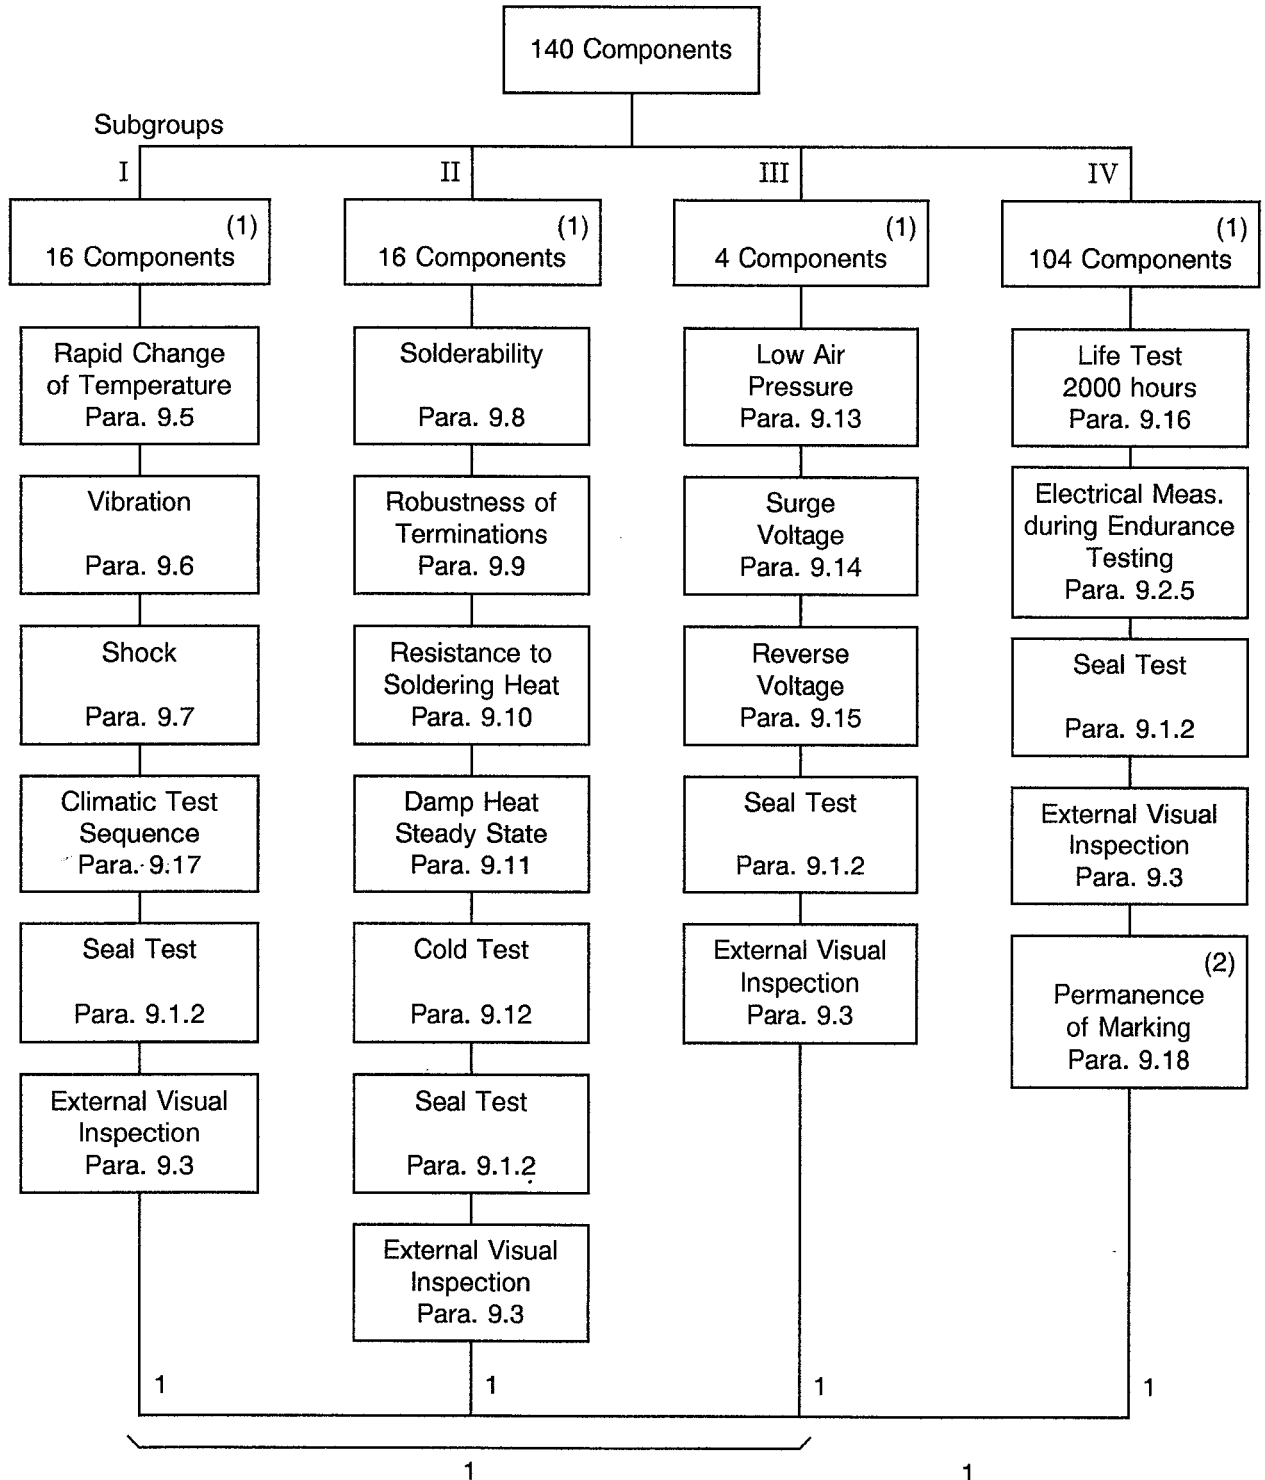 140 Components
Subgroups
I
(1)
16 Components
Rapid Change
of Temperature
Para. 9.5
Vibration
Para. 9.6
Shock
Para. 9.7
Climatic Test
Sequence
Para. 9.17
Seal Test
Para. 9.1.2
External Visual
Inspection
Para. 9.3
1
II
(1)
16 Components
Solderability
Para. 9.8
Robustness of
Terminations
Para. 9.9
Resistance to
Soldering Heat
Para. 9.10
Damp Heat
Steady State
Para. 9.11
Cold Test
Para. 9.12
Seal Test
Para. 9.1.2
External Visual
Inspection
Para. 9.3
1
III
(1)
4 Components
Low Air
Pressure
Para. 9.13
Surge
Voltage
Para. 9.14
Reverse
Voltage
Para. 9.15
Seal Test
Para. 9.1.2
External Visual
Inspection
Para. 9.3
1
IV
(1)
104 Components
Life Test
2000 hours
Para. 9.16
Electrical Meas.
during Endurance
Testing
Para. 9.2.5
Seal Test
Para. 9.1.2
External Visual
Inspection
Para. 9.3
(2)
Permanence
of Marking
Para. 9.18
1
1
1